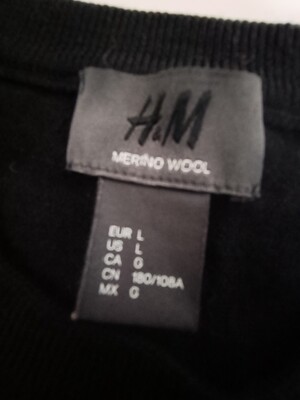 H&M
MERINO WOOL
EUR L
US L
CA G
CN 180/108A
MX G